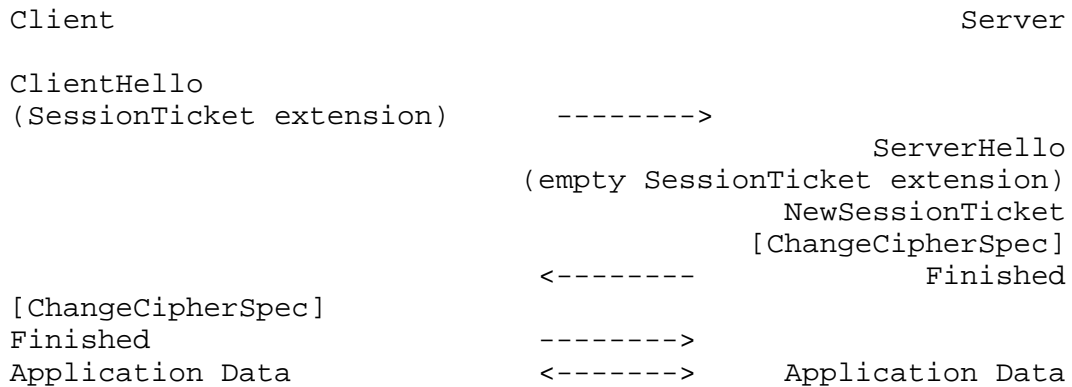 Client                                               Server

ClientHello
(SessionTicket extension)      -------->
                                                ServerHello
                            (empty SessionTicket extension)
                                           NewSessionTicket
                                         [ChangeCipherSpec]
                              <--------            Finished
[ChangeCipherSpec]
Finished                      -------->
Application Data              <------->    Application Data